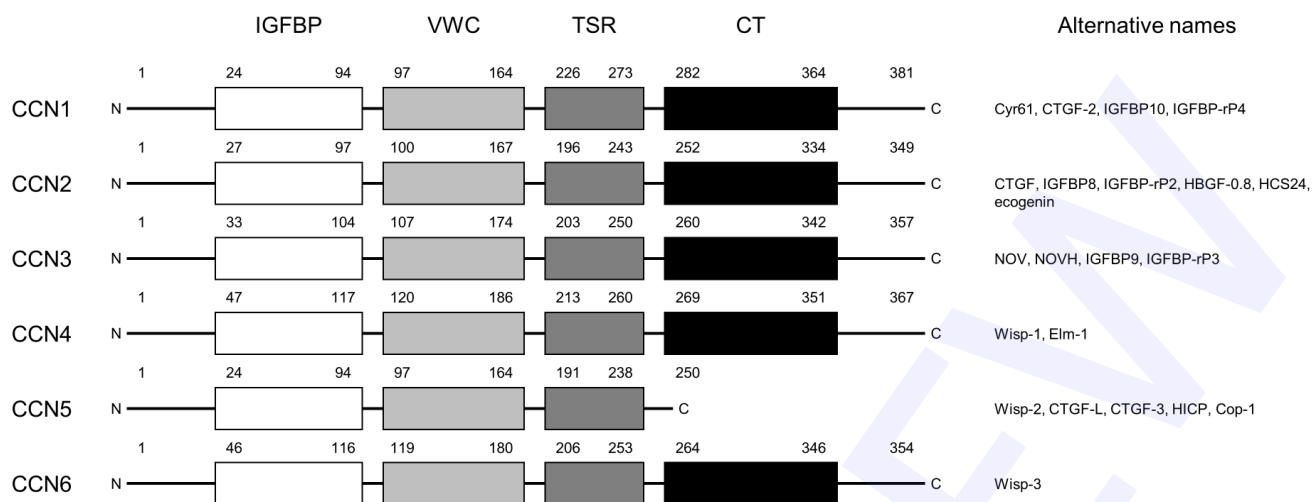 IGFBP VWC TSR CT Alternative names
1 24 94 97 164 226 273 282 364 381
CCN1 N C Cyr61, CTGF-2, IGFBP10, IGFBP-rP4
1 27 97 100 167 196 243 252 334 349
CCN2 N C CTGF, IGFBP8, IGFBP-rP2, HBGF-0.8, HCS24,
ecogenin
1 33 104 107 174 203 250 260 342 357
CCN3 N C NOV, NOVH, IGFBP9, IGFBP-rP3
1 47 117 120 186 213 260 269 351 367
CCN4 N C Wisp-1, Elm-1
1 24 94 97 164 191 238 250
CCN5 N C Wisp-2, CTGF-L, CTGF-3, HICP, Cop-1
1 46 116 119 180 206 253 264 346 354
CCN6 N C Wisp-3